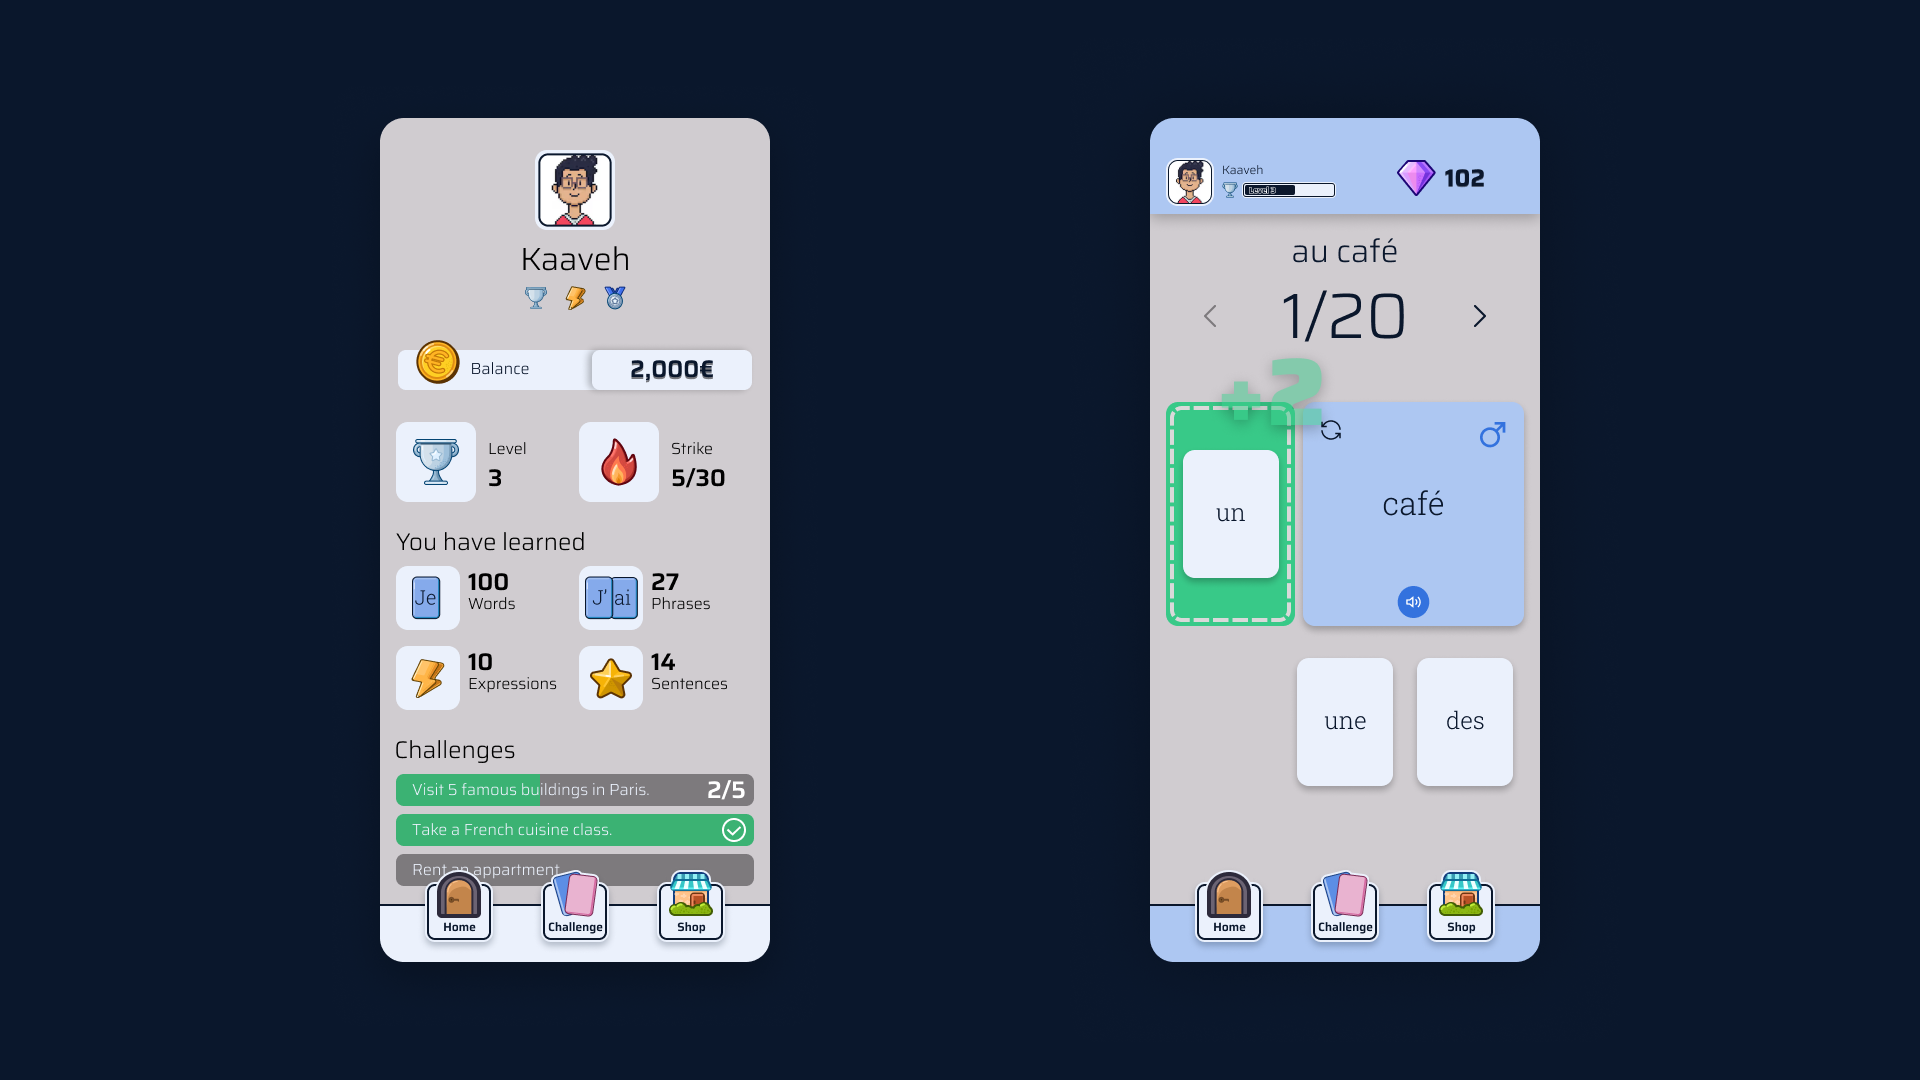 Kaaveh
Balance
2,000€
Level
3
Strike
5/30
You have learned
Je
100
Words
J' ai
27
Phrases
10
Expressions
14
Sentences
Challenges
Visit 5 famous buildings in Paris.
2/5
Take a French cuisine class.
Rent an appartment
Home
Challenge
Shop
Kaaveh
Level 3
102
au café
1/20
+2
un
café
une
des
Home
Challenge
Shop